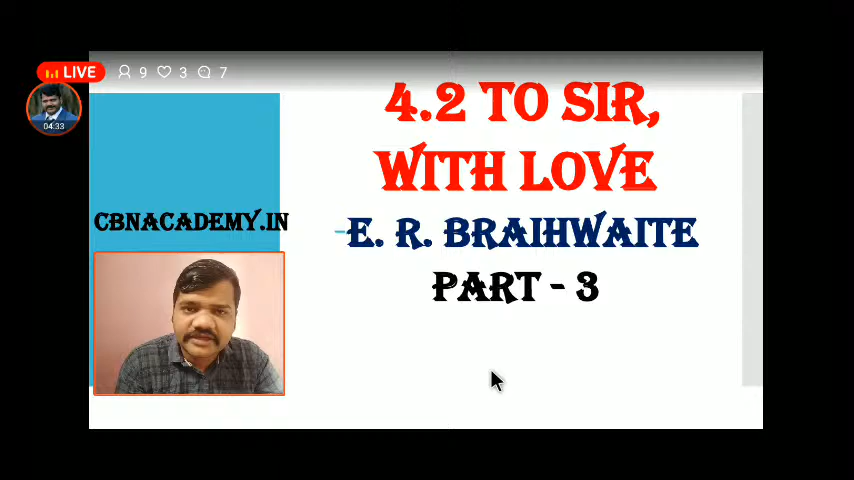 LIVE 9 3 7
04:33
4.2 TO SIR,
WITH LOVE
-E. R. BRAIHWAITE
PART - 3
CBNACADEMY.IN